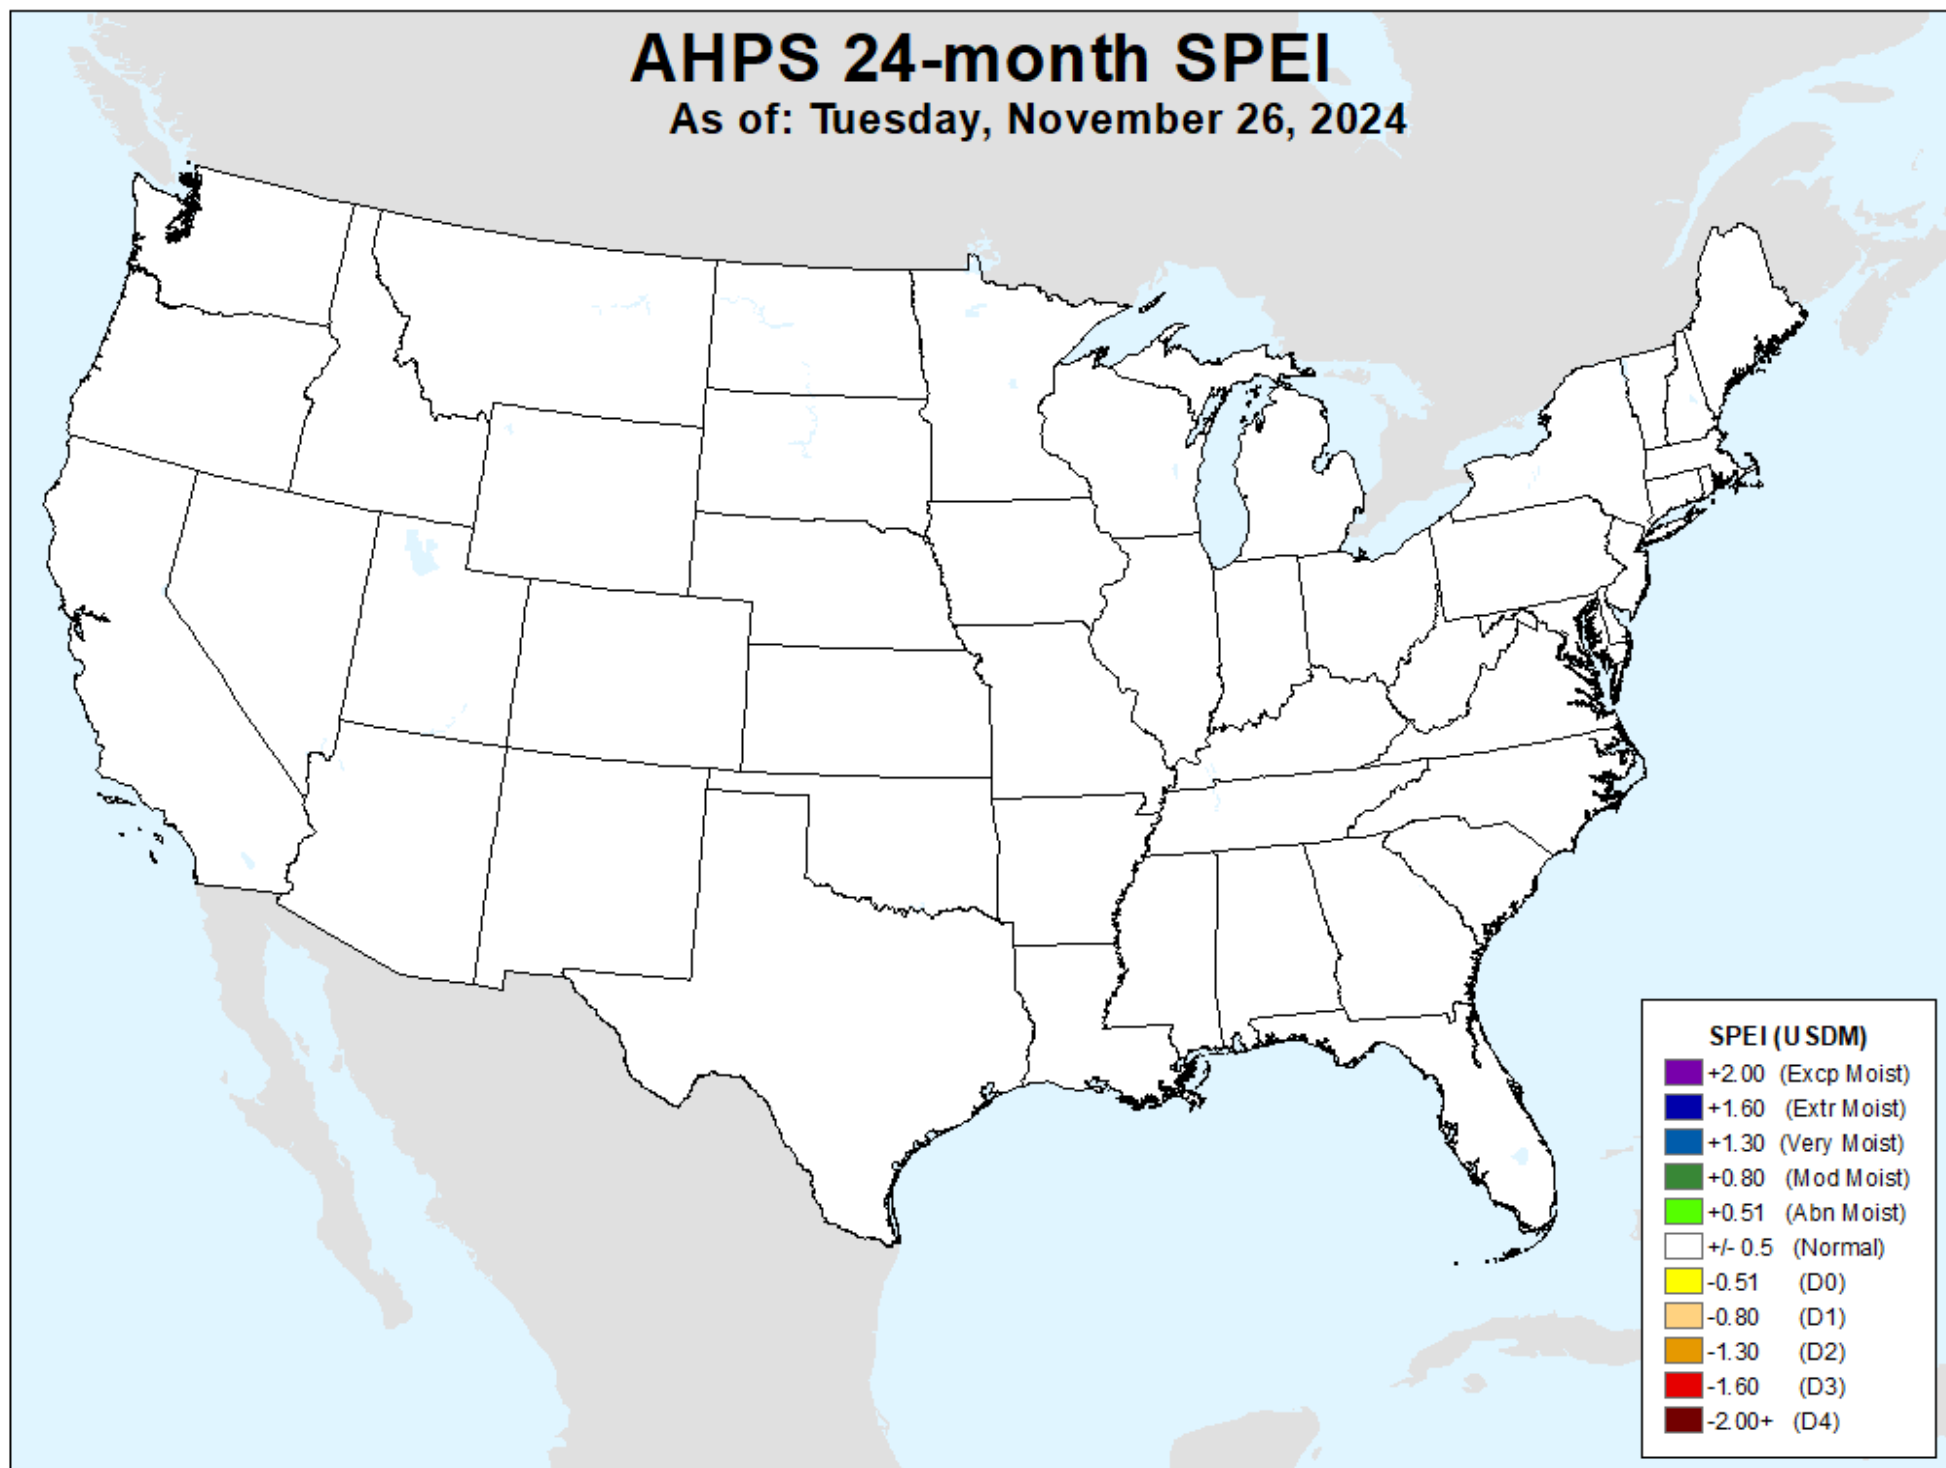 AHPS 24-month SPEI
As of: Tuesday, November 26, 2024
SPEI (USDM)
+2.00 (Excp Moist)
+1.60 (Extr Moist)
+1.30 (Very Moist)
+0.80 (Mod Moist)
+0.51 (Abn Moist)
+/- 0.5 (Normal)
-0.51 (D0)
-0.80 (D1)
-1.30 (D2)
-1.60 (D3)
-2.00+ (D4)